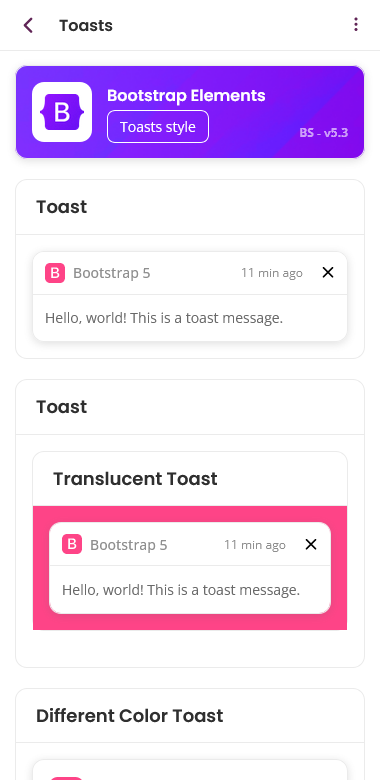 Toasts
B
Bootstrap Elements
Toasts style
BS - v5.3
Toast
B Bootstrap 5 11 min ago
Hello, world! This is a toast message.
Toast
Translucent Toast
B Bootstrap 5 11 min ago
Hello, world! This is a toast message.
Different Color Toast